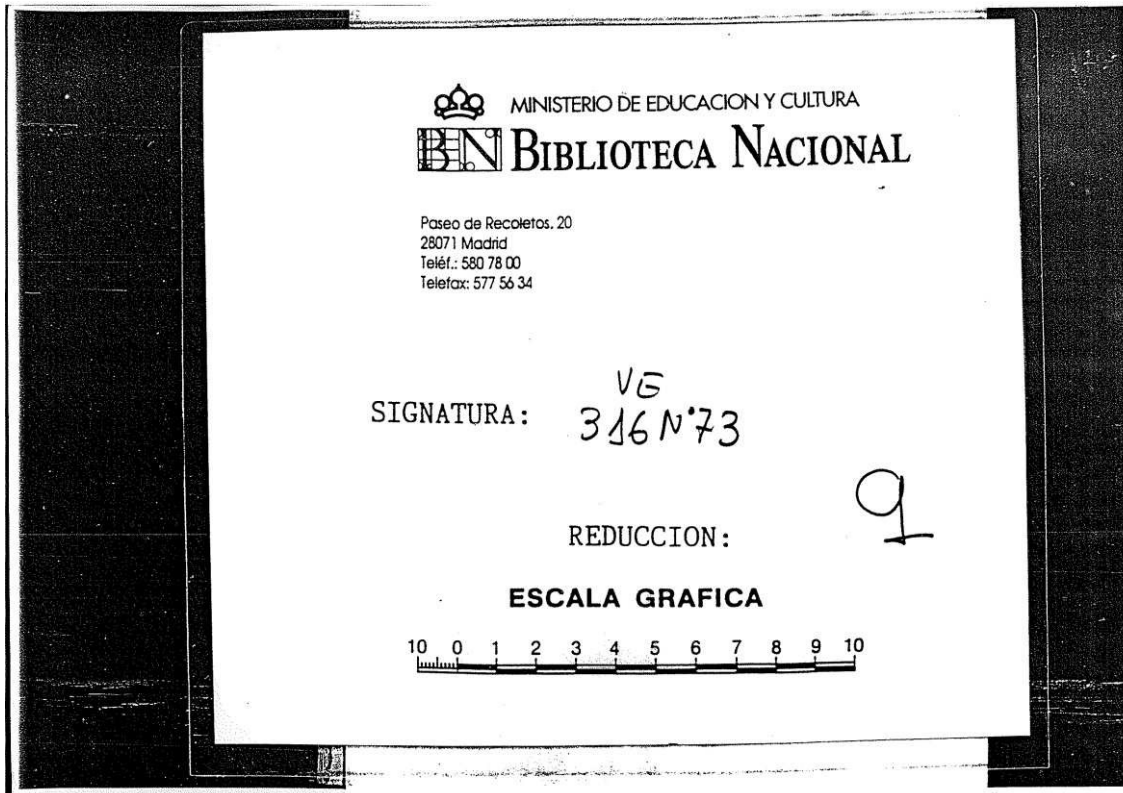 MINISTERIO DE EDUCACION Y CULTURA
BN BIBLIOTECA NACIONAL
Paseo de Recoletos, 20
28071 Madrid
Teléf.: 580 78 00
Telefax: 577 56 34
VE
SIGNATURA: 316 Nº73
REDUCCION: 9
ESCALA GRAFICA
10 0 1 2 3 4 5 6 7 8 9 10